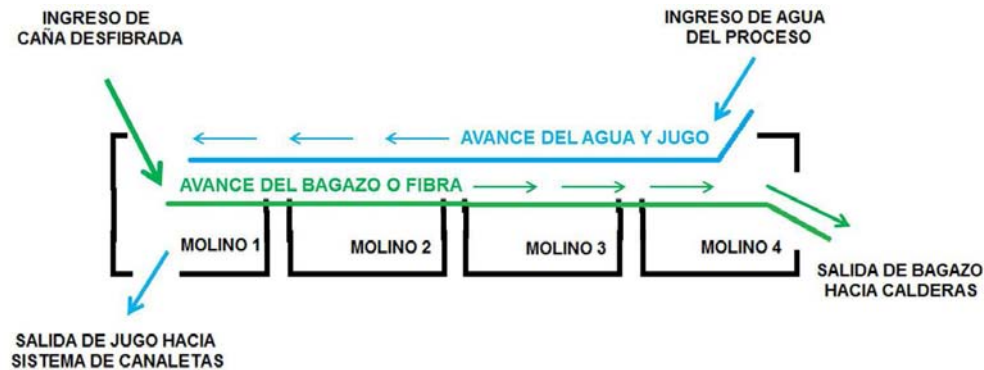 INGRESO DE
CAÑA DESFIBRADA
INGRESO DE AGUA
DEL PROCESO
AVANCE DEL AGUA Y JUGO
AVANCE DEL BAGAZO O FIBRA
MOLINO 1
MOLINO 2
MOLINO 3
MOLINO 4
SALIDA DE BAGAZO
HACIA CALDERAS
SALIDA DE JUGO HACIA
SISTEMA DE CANALETAS